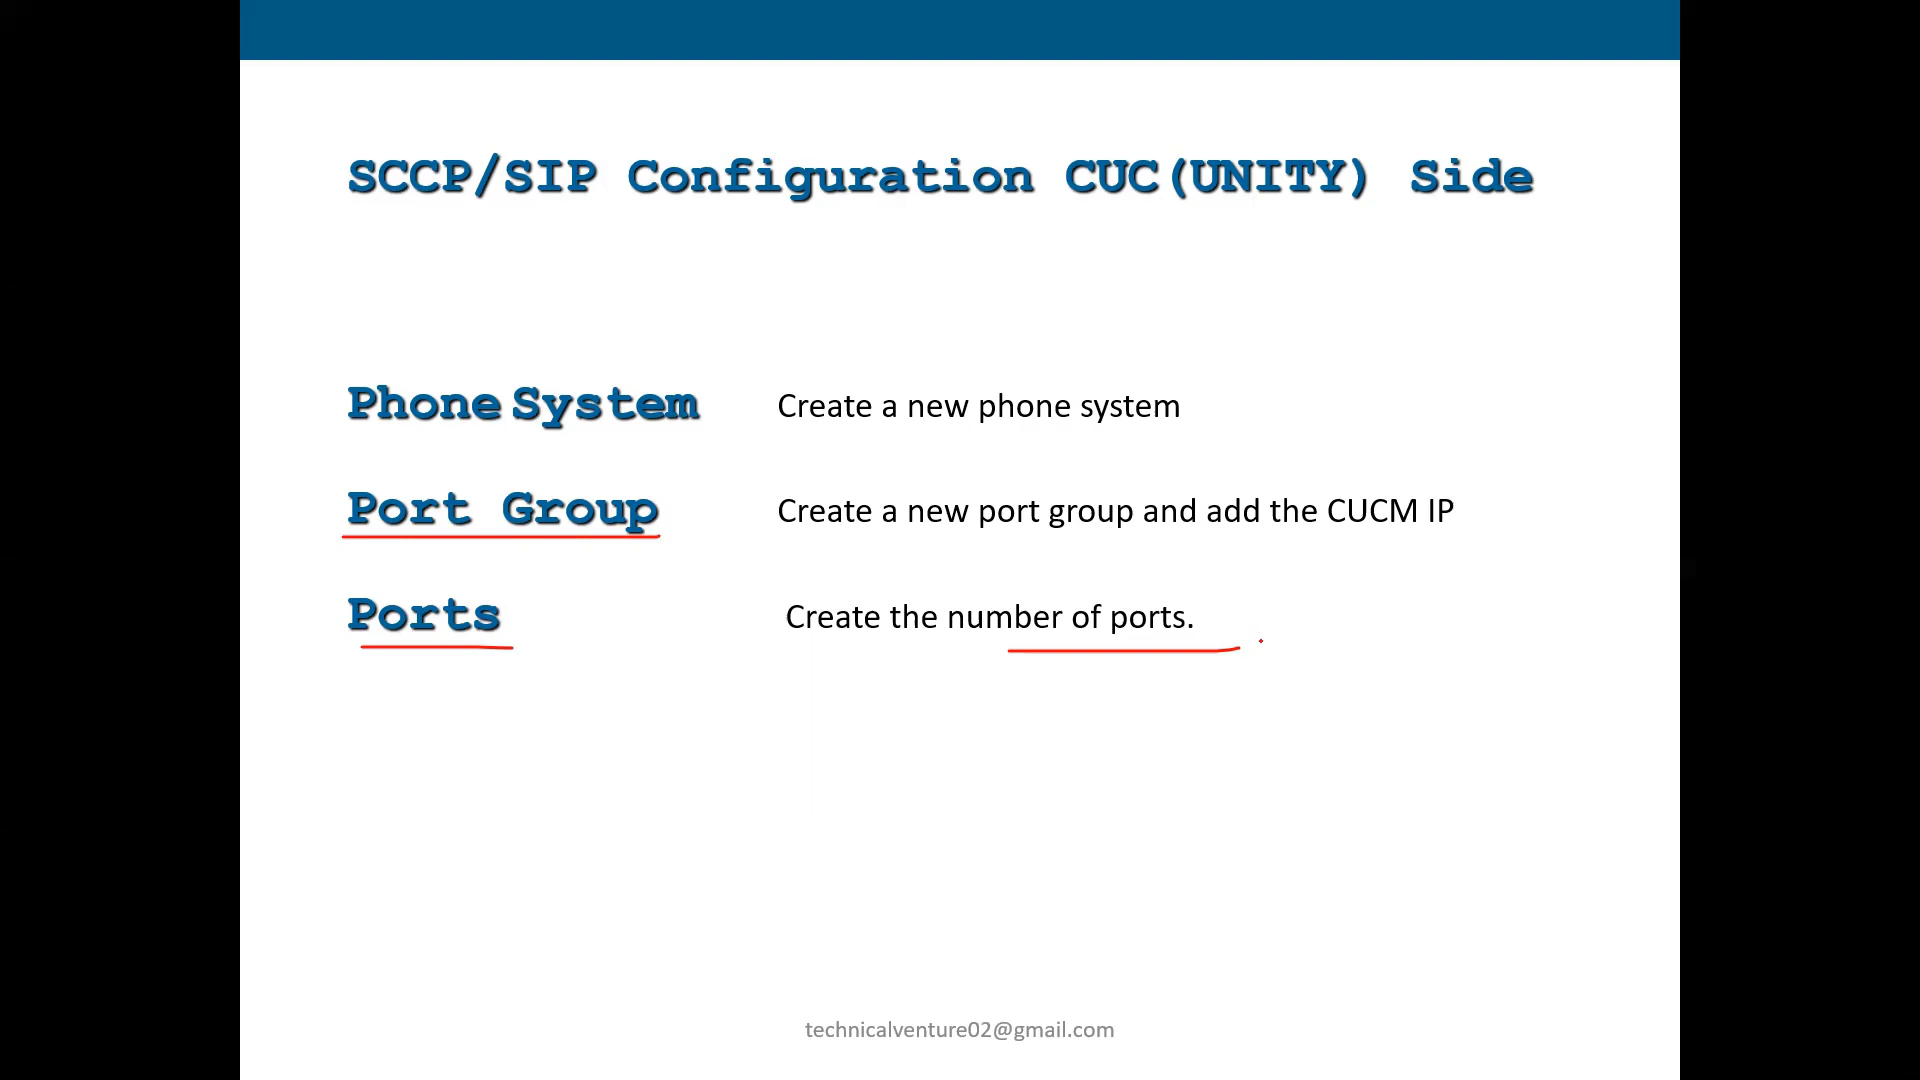 SCCP/SIP Configuration CUC(UNITY) Side
Phone System Create a new phone system
Port Group Create a new port group and add the CUCM IP
Ports Create the number of ports.
technicalventure02@gmail.com